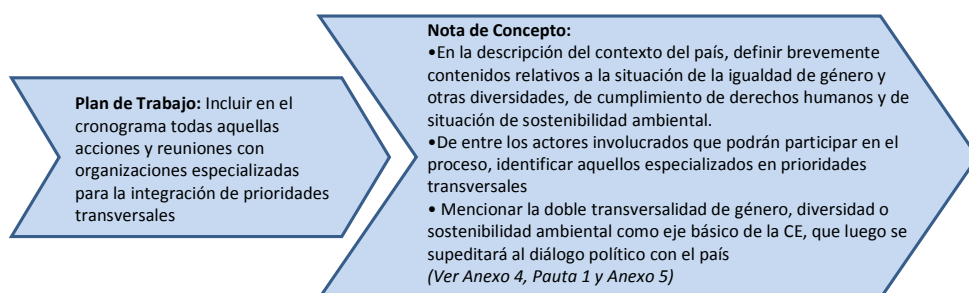 Plan de Trabajo: Incluir en el
cronograma todas aquellas
acciones y reuniones con
organizaciones especializadas
para la integración de prioridades
transversales
Nota de Concepto:
•En la descripción del contexto del país, definir brevemente
contenidos relativos a la situación de la igualdad de género y
otras diversidades, de cumplimiento de derechos humanos y de
situación de sostenibilidad ambiental.
•De entre los actores involucrados que podrán participar en el
proceso, identificar aquellos especializados en prioridades
transversales
• Mencionar la doble transversalidad de género, diversidad o
sostenibilidad ambiental como eje básico de la CE, que luego se
supeditará al diálogo político con el país
(Ver Anexo 4, Pauta 1 y Anexo 5)